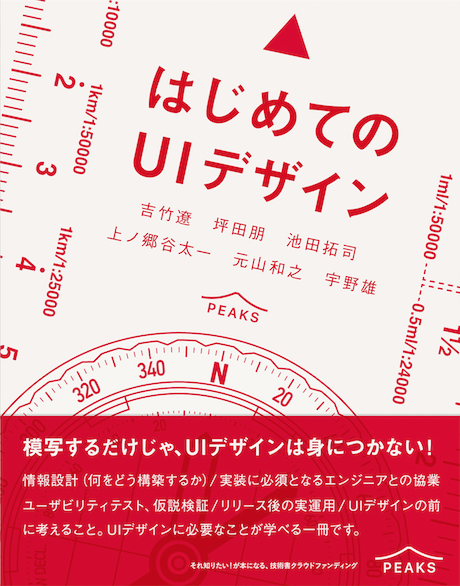 1:10000
2
1km/1:50000
3
4
1km/1:25000
5
はじめての
UIデザイン
吉竹遼 坪田朋 池田拓司
上ノ郷谷太一 元山和之 宇野雄
PEAKS
1ml/1:50000
1½
0.5ml/1:24000
320
340
N
20
模写するだけじゃ、UIデザインは身につかない!
情報設計(何をどう構築するか)/実装に必須となるエンジニアとの協業
ユーザビリティテスト、仮説検証/リリース後の実運用/UIデザインの前
に考えること。UIデザインに必要なことが学べる一冊です。
それ知りたい!が本になる、技術書クラウドファンディング
PEAKS